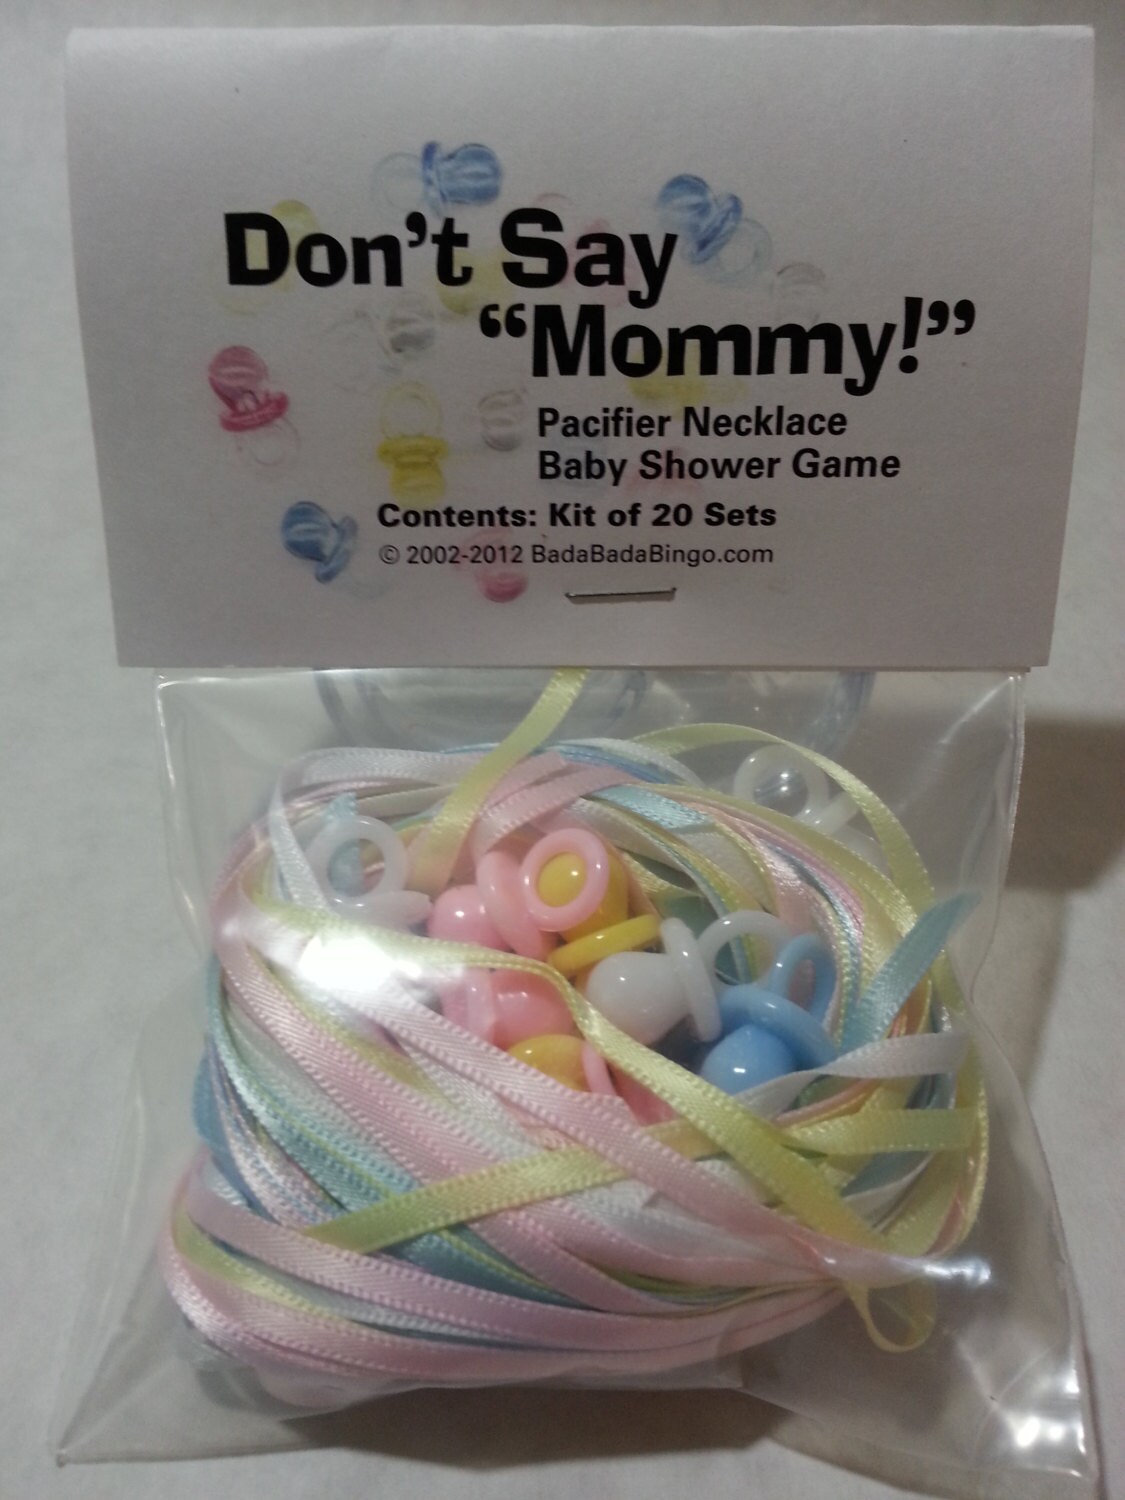 Don't Say
"Mommy!"
Pacifier Necklace
Baby Shower Game
Contents: Kit of 20 Sets
© 2002-2012 BadaBadaBingo.com